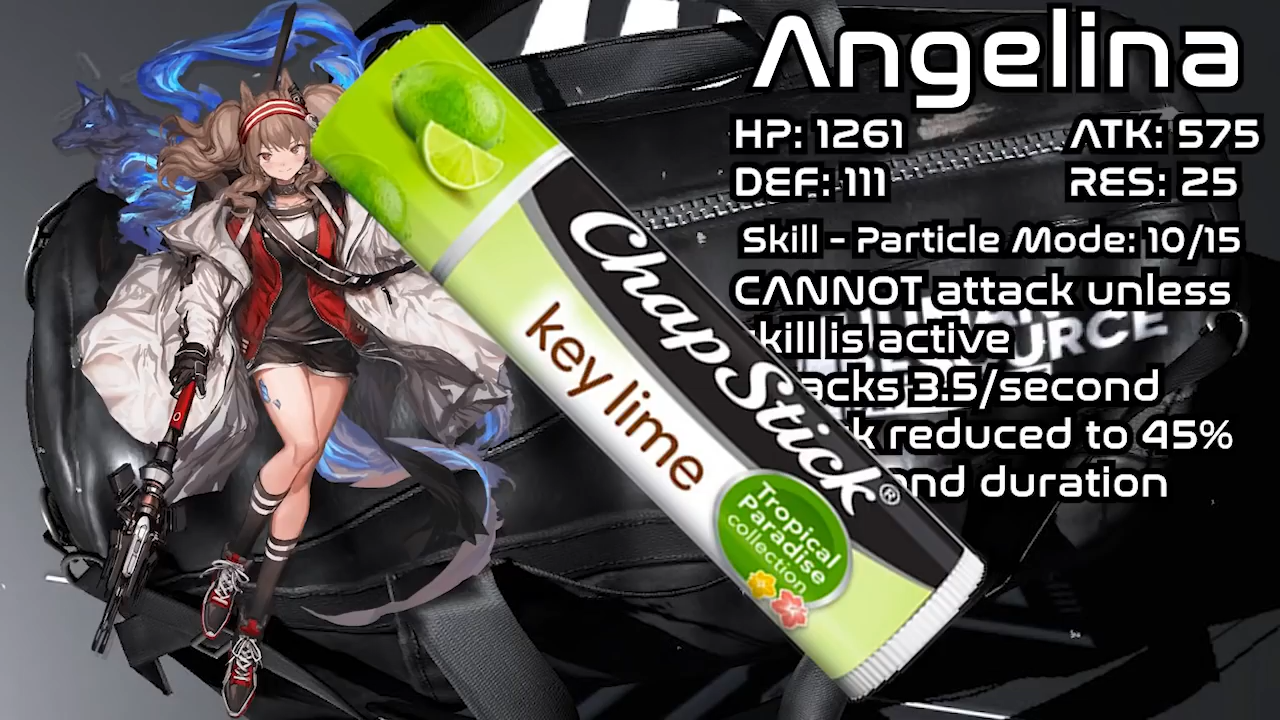 Angelina
HP: 1261 ATK: 575
DEF: 111 RES: 25
Skill - Particle Mode: 10/15
CANNOT attack unless
kill is active
acks 3.5/second
k reduced to 45%
nd duration
ChapStick®
key lime
Tropical
Paradise
collection
URCE